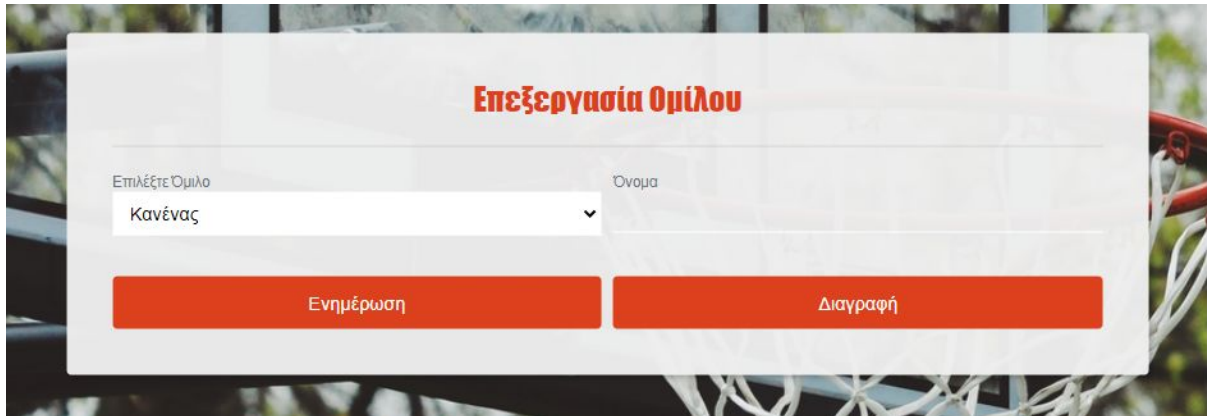 Επεξεργασία Ομίλου
Επιλέξτε Όμιλο
Όνομα
Κανένας
Ενημέρωση
Διαγραφή